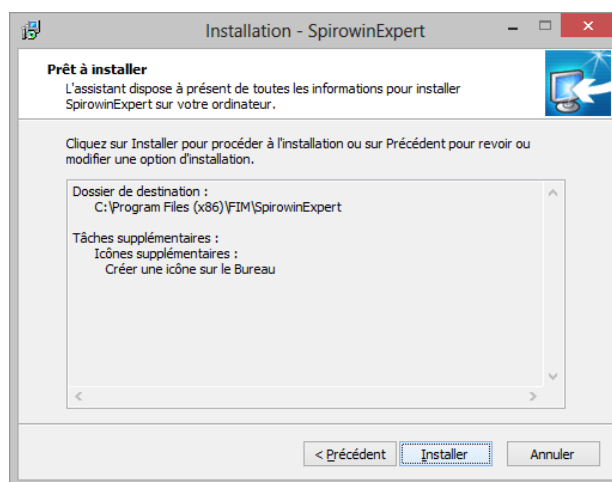 Installation - SpirowinExpert
Prêt à installer
L'assistant dispose à présent de toutes les informations pour installer
SpirowinExpert sur votre ordinateur.
Cliquez sur Installer pour procéder à l'installation ou sur Précédent pour revoir ou
modifier une option d'installation.
Dossier de destination :
C:\Program Files (x86)\FIM\SpirowinExpert
Tâches supplémentaires :
Icônes supplémentaires :
Créer une icône sur le Bureau
< Précédent
Installer
Annuler